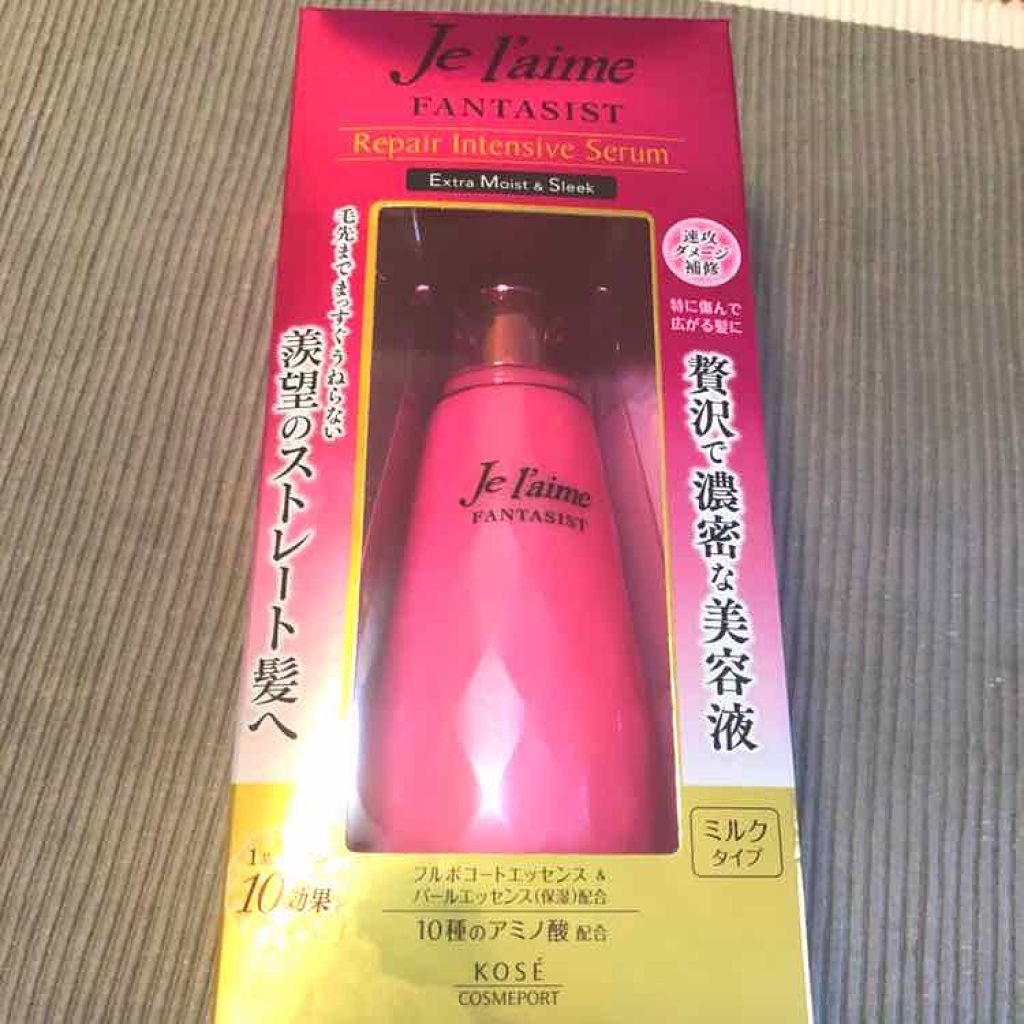 Je l'aime
FANTASIST
Repair Intensive Serum
Extra Moist & Sleek
速攻
ダメージ
補修
特に傷んで
広がる髪に
贅沢で濃密な美容液
毛先までまっすぐうねらない
羨望のストレート髪へ
Je l'aime
FANTASIST
ミルク
タイプ
1
10効果
フルボコートエッセンス &
パールエッセンス(保湿)配合
10種のアミノ酸 配合
KOSÉ
COSMEPORT